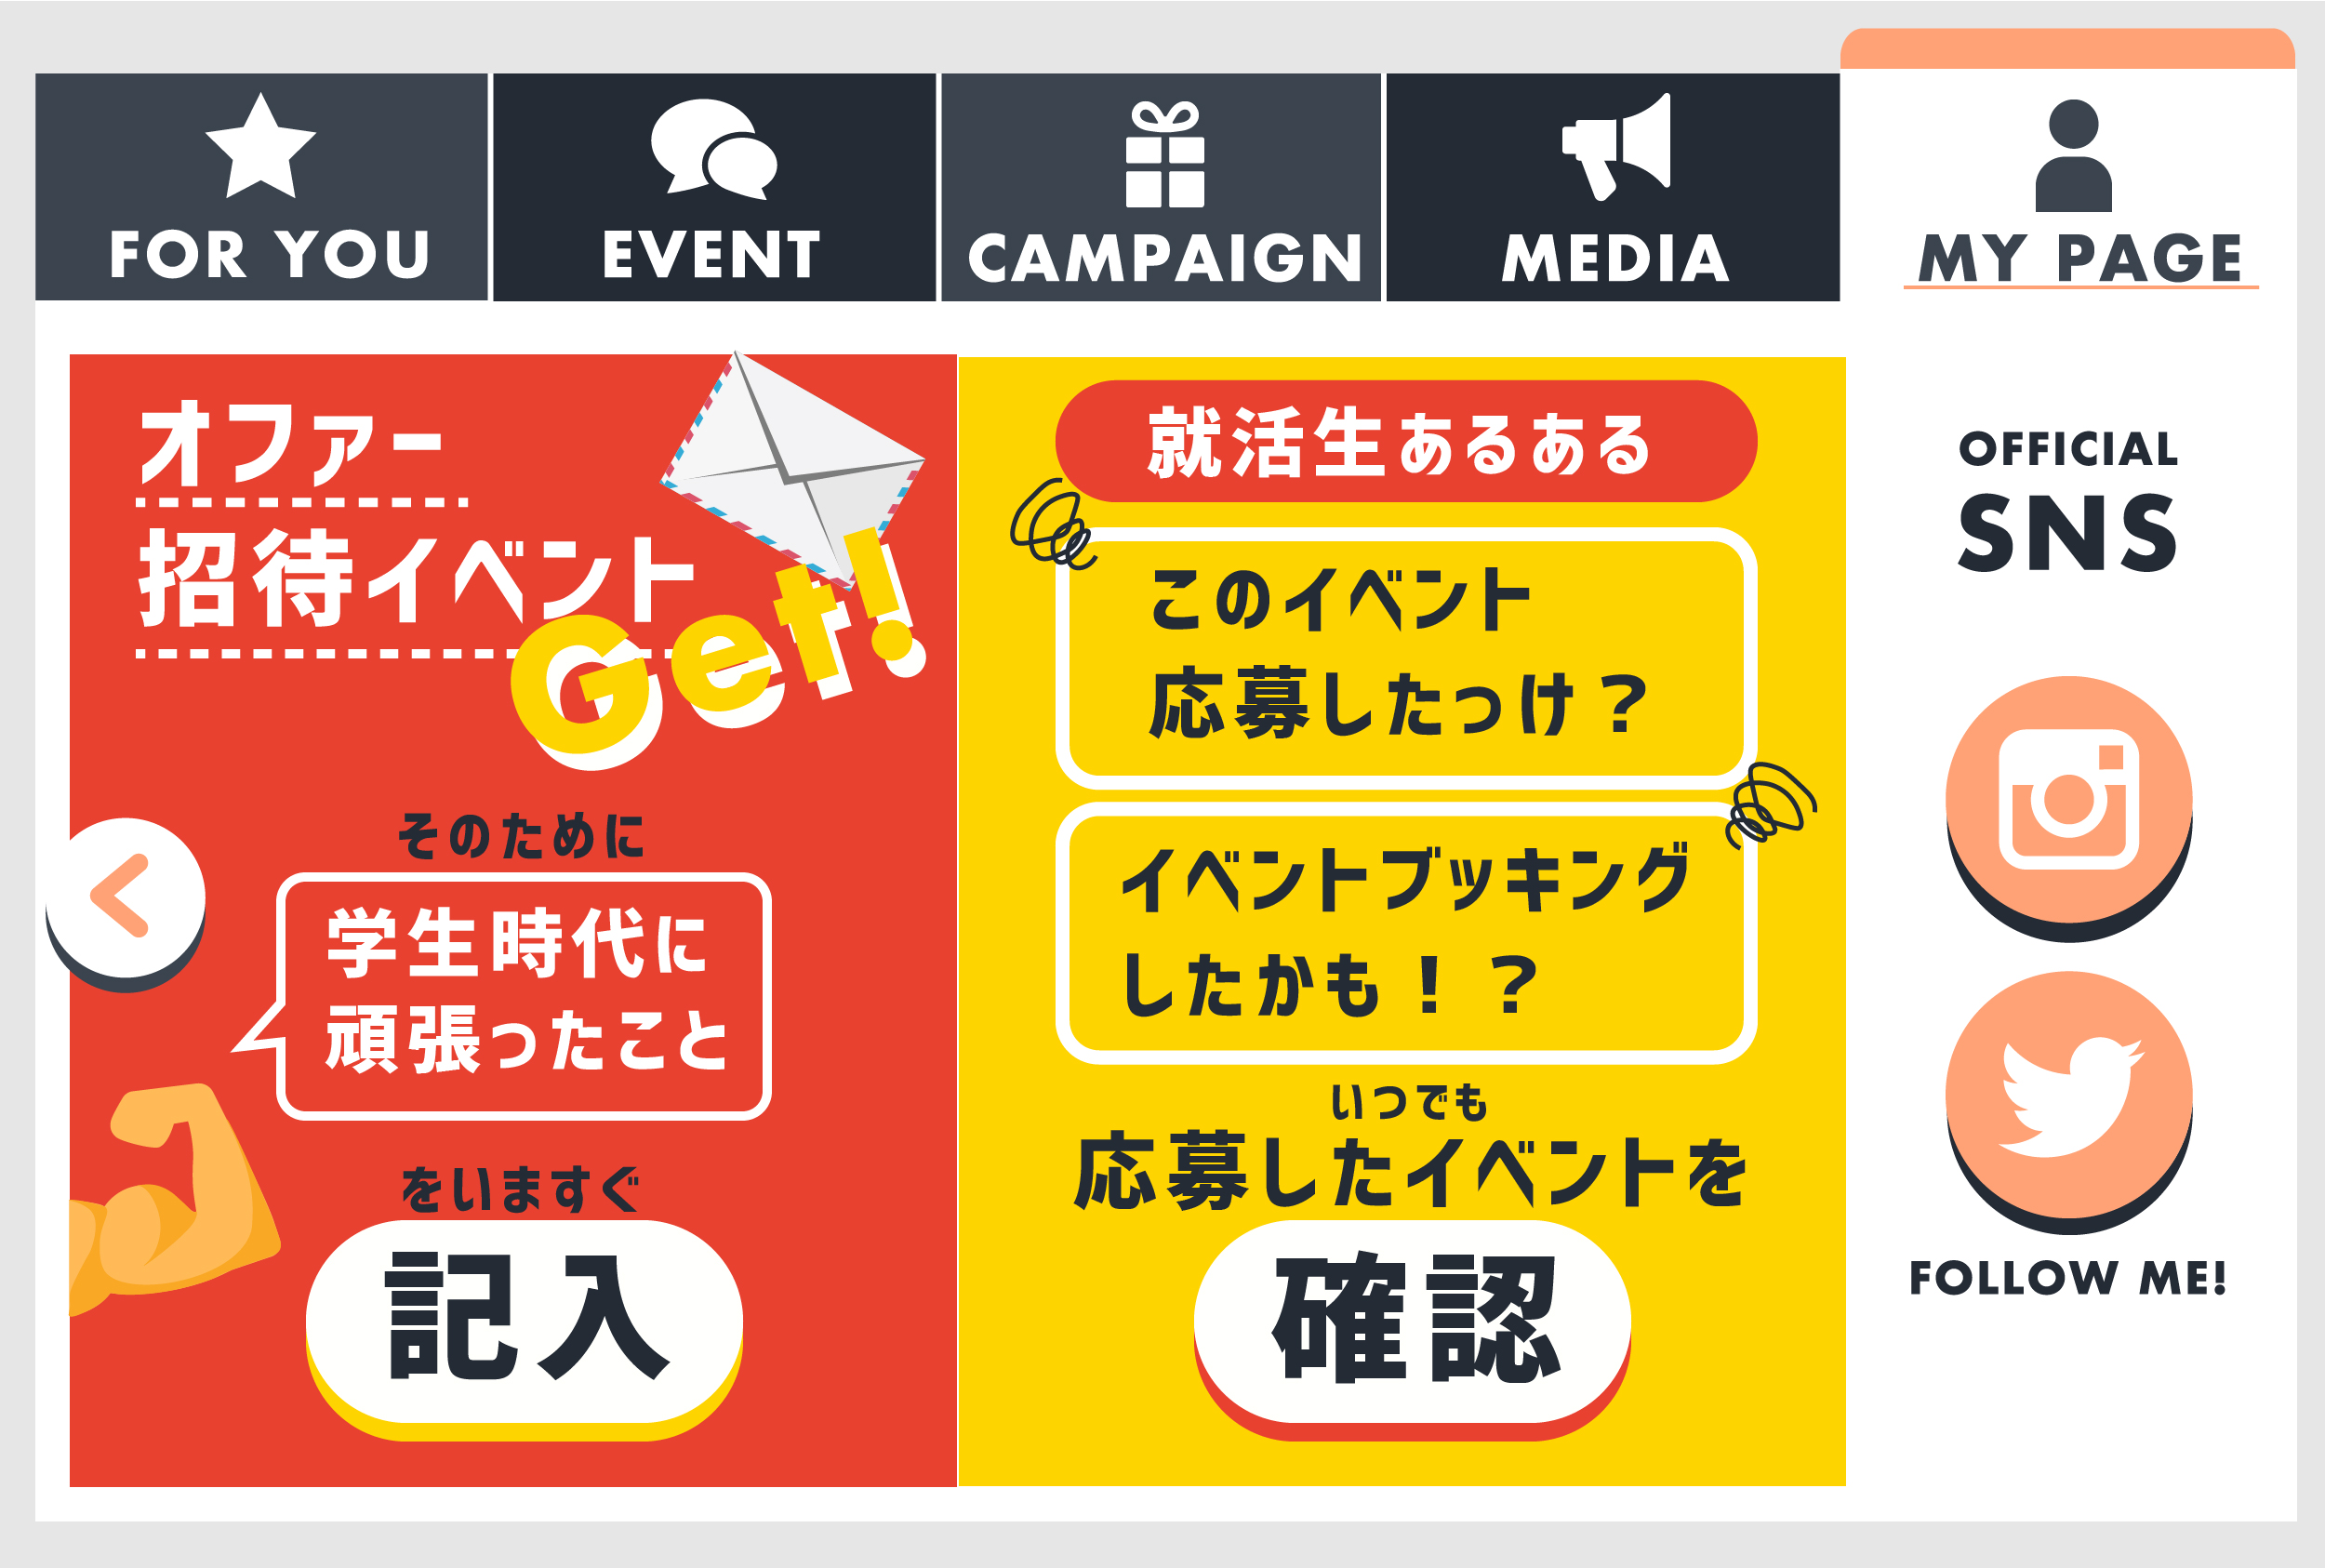 FOR YOU
EVENT
CAMPAIGN
MEDIA
MY PAGE
オファー
招待イベント
Get!
そのために
学生時代に
頑張ったこと
をいますぐ
記入
就活生あるある
このイベント
応募したっけ？
イベントブッキング
したかも！？
いつでも
応募したイベントを
確認
OFFICIAL
SNS
FOLLOW ME!